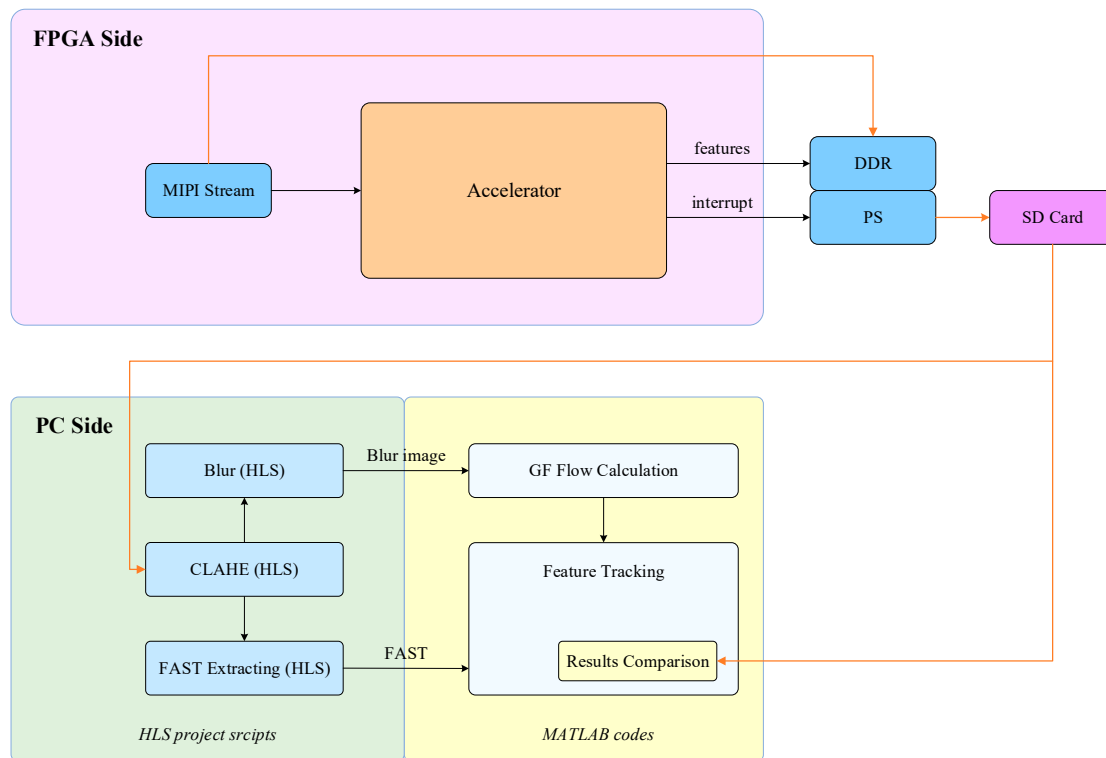 FPGA Side
features
DDR
MIPI Stream
Accelerator
interrupt
PS
SD Card
PC Side
Blur (HLS)
Blur image
GF Flow Calculation
CLAHE (HLS)
Feature Tracking
FAST Extracting (HLS)
FAST
Results Comparison
HLS project srcipts
MATLAB codes